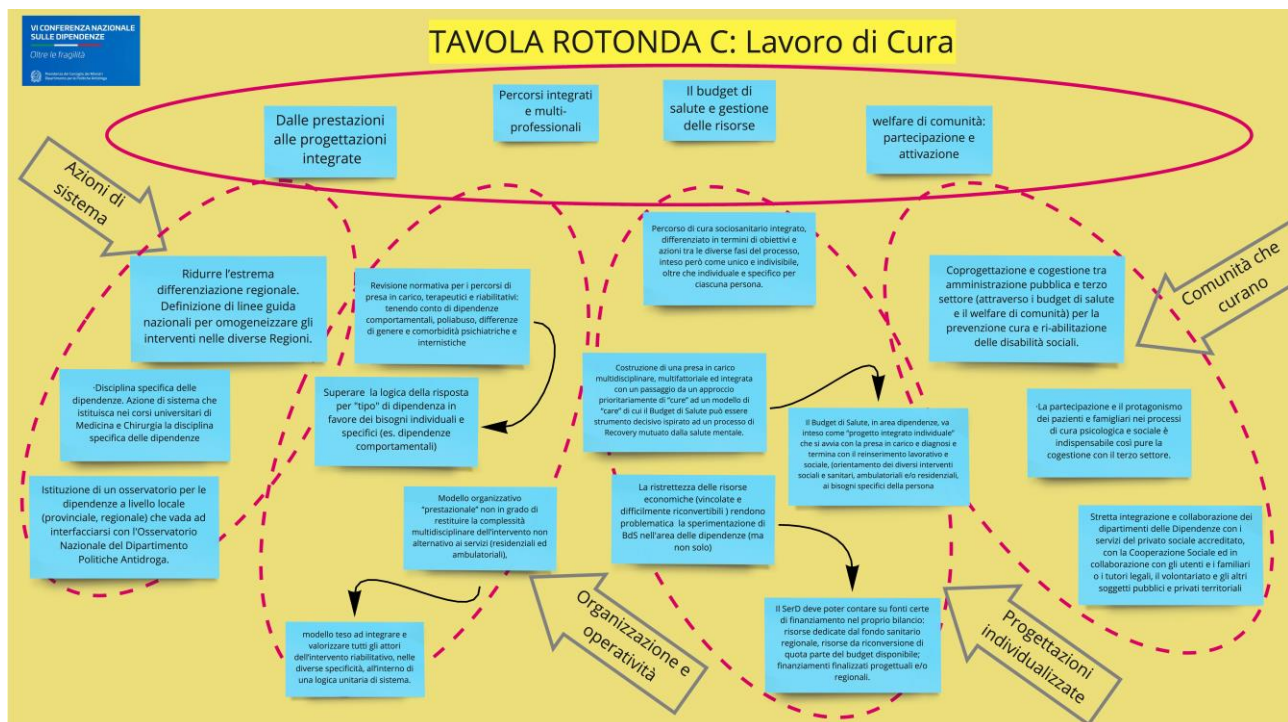 VI CONFERENZA NAZIONALE
SULLE DIPENDENZE
Oltre le fragilità
Presidenza del Consiglio dei Ministri
Dipartimento per le Politiche Antidroga
TAVOLA ROTONDA C: Lavoro di Cura
Dalle prestazioni
alle progettazioni
integrate
Percorsi integrati
e multi-
professionali
Il budget di
salute e gestione
delle risorse
welfare di comunità:
partecipazione e
attivazione
Azioni di
sistema
Ridurre l'estrema
differenziazione regionale.
Definizione di linee guida
nazionali per omogeneizzare gli
interventi nelle diverse Regioni.
·Disciplina specifica delle
dipendenze. Azione di sistema che
istituisca nei corsi universitari di
Medicina e Chirurgia la disciplina
specifica delle dipendenze
Istituzione di un osservatorio per le
dipendenze a livello locale
(provinciale, regionale) che vada ad
interfacciarsi con l'Osservatorio
Nazionale del Dipartimento
Politiche Antidroga.
Revisione normativa per i percorsi di
presa in carico, terapeutici e riabilitativi:
tenendo conto di dipendenze
comportamentali, poliabuso, differenze
di genere e comorbidità psichiatriche e
internistiche
Superare la logica della risposta
per "tipo" di dipendenza in
favore dei bisogni individuali e
specifici (es. dipendenze
comportamentali)
Modello organizzativo
"prestazionale" non in grado di
restituire la complessità
multidisciplinare dell'intervento non
alternativo ai servizi (residenziali ed
ambulatoriali),
modello teso ad integrare e
valorizzare tutti gli attori
dell'intervento riabilitativo, nelle
diverse specificità, all'interno di
una logica unitaria di sistema.
Organizzazione e
operatività
Percorso di cura sociosanitario integrato,
differenziato in termini di obiettivi e
azioni tra le diverse fasi del processo,
inteso però come unico e indivisibile,
oltre che individuale e specifico per
ciascuna persona.
Costruzione di una presa in carico
multidisciplinare, multifattoriale ed integrata
con un passaggio da un approccio
prioritariamente di "cure" ad un modello di
"care" di cui il Budget di Salute può essere
strumento decisivo ispirato ad un processo di
Recovery mutuato dalla salute mentale.
Il Budget di Salute, in area dipendenze, va
inteso come "progetto integrato individuale"
che si avvia con la presa in carico e diagnosi e
termina con il reinserimento lavorativo e
sociale, (orientamento dei diversi interventi
sociali e sanitari, ambulatoriali e/o residenziali,
ai bisogni specifici della persona
La ristrettezza delle risorse
economiche (vincolate e
difficilmente riconvertibili ) rendono
problematica la sperimentazione di
BdS nell'area delle dipendenze (ma
non solo)
Il SerD deve poter contare su fonti certe
di finanziamento nel proprio bilancio:
risorse dedicate dal fondo sanitario
regionale, risorse da riconversione di
quota parte del budget disponibile;
finanziamenti finalizzati progettuali e/o
regionali.
Progettazioni
individualizzate
Comunità che
curano
Coprogettazione e cogestione tra
amministrazione pubblica e terzo
settore (attraverso i budget di salute
e il welfare di comunità) per la
prevenzione cura e ri-abilitazione
delle disabilità sociali.
·La partecipazione e il protagonismo
dei pazienti e famigliari nei processi
di cura psicologica e sociale è
indispensabile così pure la
cogestione con il terzo settore.
Stretta integrazione e collaborazione dei
dipartimenti delle Dipendenze con i
servizi del privato sociale accreditato,
con la Cooperazione Sociale ed in
collaborazione con gli utenti e i familiari
o i tutori legali, il volontariato e gli altri
soggetti pubblici e privati territoriali